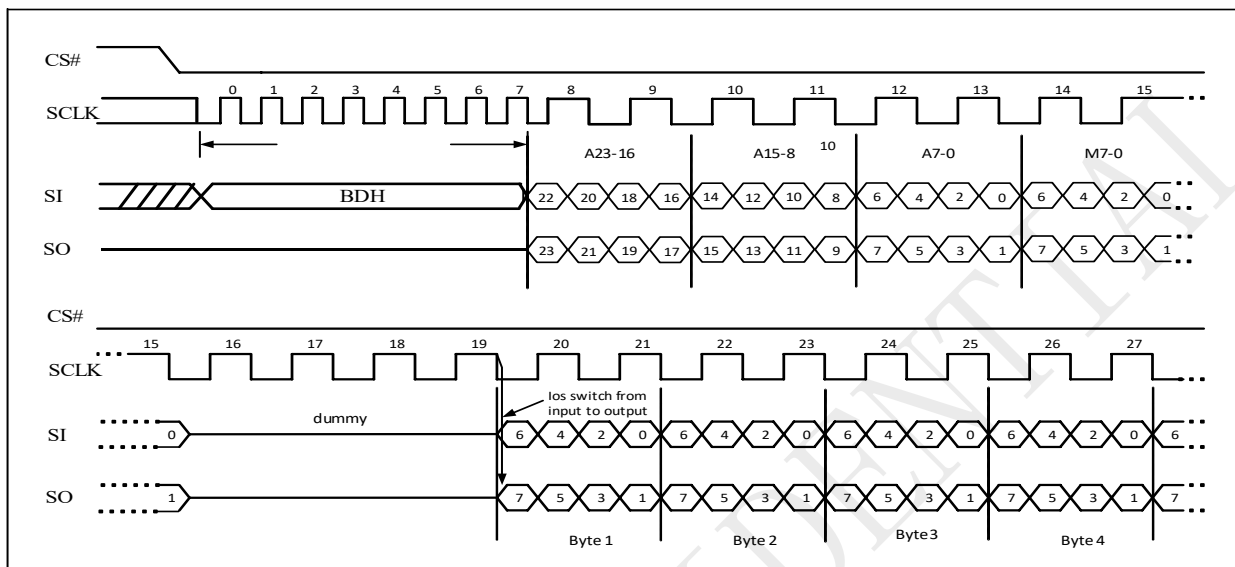 CS#
0 1 2 3 4 5 6 7 8 9 10 11 12 13 14 15
SCLK
A23-16 A15-8 10 A7-0 M7-0
SI BDH 22 20 18 16 14 12 10 8 6 4 2 0 6 4 2 0
SO 23 21 19 17 15 13 11 9 7 5 3 1 7 5 3 1
CS#
15 16 17 18 19 20 21 22 23 24 25 26 27
SCLK
Ios switch from
input to output
dummy
SI 0 6 4 2 0 6 4 2 0 6 4 2 0 6 4 2 0 6
SO 1 7 5 3 1 7 5 3 1 7 5 3 1 7 5 3 1 7
Byte 1 Byte 2 Byte 3 Byte 4